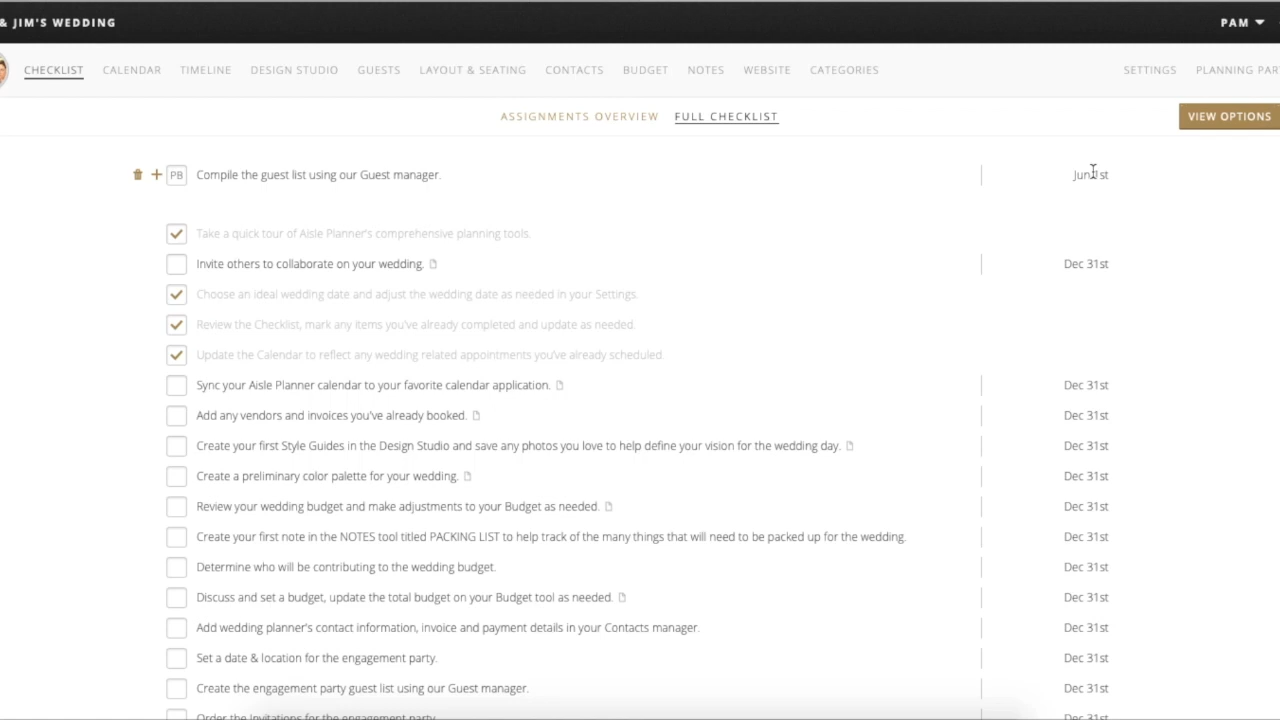 & JIM'S WEDDING
PAM
CHECKLIST CALENDAR TIMELINE DESIGN STUDIO GUESTS LAYOUT & SEATING CONTACTS BUDGET NOTES WEBSITE CATEGORIES SETTINGS PLANNING PAR
ASSIGNMENTS OVERVIEW FULL CHECKLIST
VIEW OPTIONS
PB Compile the guest list using our Guest manager. Jun 1st
Take a quick tour of Aisle Planner's comprehensive planning tools.
Invite others to collaborate on your wedding. Dec 31st
Choose an ideal wedding date and adjust the wedding date as needed in your Settings.
Review the Checklist, mark any items you've already completed and update as needed.
Update the Calendar to reflect any wedding related appointments you've already scheduled.
Sync your Aisle Planner calendar to your favorite calendar application. Dec 31st
Add any vendors and invoices you've already booked. Dec 31st
Create your first Style Guides in the Design Studio and save any photos you love to help define your vision for the wedding day. Dec 31st
Create a preliminary color palette for your wedding. Dec 31st
Review your wedding budget and make adjustments to your Budget as needed. Dec 31st
Create your first note in the NOTES tool titled PACKING LIST to help track of the many things that will need to be packed up for the wedding. Dec 31st
Determine who will be contributing to the wedding budget. Dec 31st
Discuss and set a budget, update the total budget on your Budget tool as needed. Dec 31st
Add wedding planner's contact information, invoice and payment details in your Contacts manager. Dec 31st
Set a date & location for the engagement party. Dec 31st
Create the engagement party guest list using our Guest manager. Dec 31st
Order the Invitations for the engagement party. Dec 31st